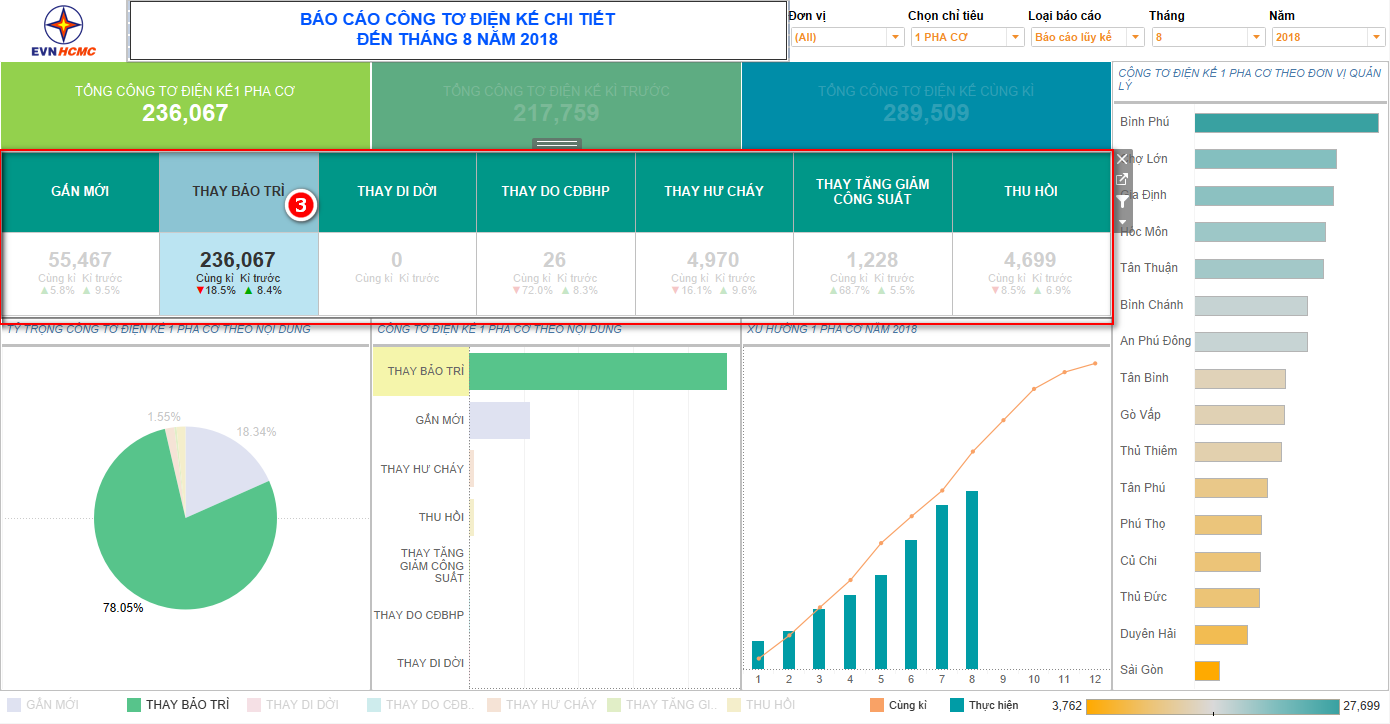 EVNHCMC
BÁO CÁO CÔNG TƠ ĐIỆN KẾ CHI TIẾT
ĐẾN THÁNG 8 NĂM 2018
Đơn vị
(All)
Chọn chỉ tiêu
1 PHA CƠ
Loại báo cáo
Báo cáo lũy kế
Tháng
8
Năm
2018
TỔNG CÔNG TƠ ĐIỆN KẾ1 PHA CƠ
236,067
TỔNG CÔNG TƠ ĐIỆN KẾ KÌ TRƯỚC
217,759
TỔNG CÔNG TƠ ĐIỆN KẾ CÙNG KÌ
289,509
GẮN MỚI
THAY BẢO TRÌ
3
THAY DI DỜI
THAY DO CĐBHP
THAY HƯ CHÁY
THAY TĂNG GIẢM
CÔNG SUẤT
THU HỒI
55,467
Cùng kì Kì trước
▲5.8% ▲ 9.5%
236,067
Cùng kì Kì trước
▼18.5% ▲ 8.4%
0
Cùng kì Kì trước
26
Cùng kì Kì trước
▼72.0% ▲ 8.3%
4,970
Cùng kì Kì trước
▼16.1% ▲ 9.6%
1,228
Cùng kì Kì trước
▲68.7% ▲ 5.5%
4,699
Cùng kì Kì trước
▼8.5% ▲ 6.9%
TỶ TRỌNG CÔNG TƠ ĐIỆN KẾ 1 PHA CƠ THEO NỘI DUNG
1.55%
18.34%
78.05%
CÔNG TƠ ĐIỆN KẾ 1 PHA CƠ THEO NỘI DUNG
THAY BẢO TRÌ
GẮN MỚI
THAY HƯ CHÁY
THU HỒI
THAY TĂNG
GIẢM CÔNG
SUẤT
THAY DO CĐBHP
THAY DI DỜI
XU HƯỚNG 1 PHA CƠ NĂM 2018
1 2 3 4 5 6 7 8 9 10 11 12
CÔNG TƠ ĐIỆN KẾ 1 PHA CƠ THEO ĐƠN VỊ QUẢN
LÝ
Bình Phú
Chợ Lớn
Gia Định
Hóc Môn
Tân Thuận
Bình Chánh
An Phú Đông
Tân Bình
Gò Vấp
Thủ Thiêm
Tân Phú
Phú Thọ
Củ Chi
Thủ Đức
Duyên Hải
Sài Gòn
GẮN MỚI
THAY BẢO TRÌ
THAY DI DỜI
THAY DO CĐB..
THAY HƯ CHÁY
THAY TĂNG GI..
THU HỒI
Cùng kì
Thực hiện
3,762
27,699